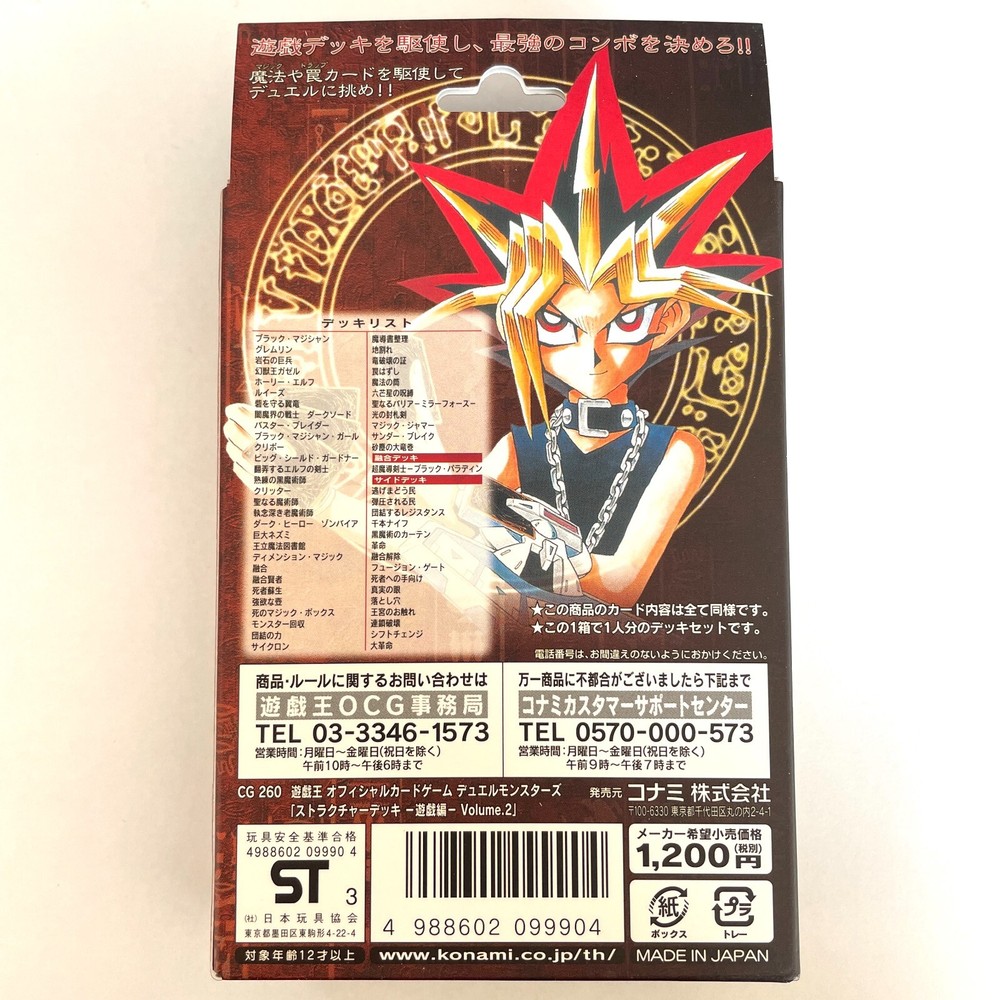 遊戯デッキを駆使し、最強のコンボを決めろ!!
マジック トラップ
魔法や罠カードを駆使して
デュエルに挑め!!
デッキリスト
ブラック・マジシャン
グレムリン
岩石の巨兵
幻獣王ガゼル
ホーリー・エルフ
ルイーズ
砦を守る翼竜
闇魔界の戦士 ダークソード
バスター・ブレイダー
ブラック・マジシャン・ガール
クリボー
ビッグ・シールド・ガードナー
翻弄するエルフの剣士
熟練の黒魔術師
クリッター
聖なる魔術師
執念深き老魔術師
ダーク・ヒーロー ゾンバイア
巨大ネズミ
王立魔法図書館
ディメンション・マジック
融合
融合賢者
死者蘇生
強欲な壺
死のマジック・ボックス
モンスター回収
団結の力
サイクロン
魔導書整理
地割れ
竜破壊の証
罠はずし
魔法の筒
六芒星の呪縛
聖なるバリアーミラーフォースー
光の封札剣
マジック・ジャマー
サンダー・ブレイク
砂塵の大竜巻
融合デッキ
超魔導剣士ーブラック・パラディン
サイドデッキ
逃げまどう民
弾圧される民
団結するレジスタンス
千本ナイフ
黒魔術のカーテン
革命
融合解除
フュージョン・ゲート
死者への手向け
真実の眼
落とし穴
王宮のお触れ
連鎖破壊
シフトチェンジ
大革命
★この商品のカード内容は全て同様です。
★この1箱で1人分のデッキセットです。
電話番号は、お間違えのないようにおかけください。
商品・ルールに関するお問い合わせは
遊戯王OCG事務局
TEL 03-3346-1573
営業時間:月曜日~金曜日(祝日を除く)
午前10時~午後6時まで
万一商品に不都合がございましたら下記まで
コナミカスタマーサポートセンター
TEL 0570-000-573
営業時間:月曜日~金曜日(祝日を除く)
午前9時~午後7時まで
CG 260 遊戯王 オフィシャルカードゲーム デュエルモンスターズ
「ストラクチャーデッキ -遊戯編- Volume.2」
発売元 コナミ 株式会社
〒100-6330 東京都千代田区丸の内2-4-1
玩具安全基準合格
4988602 09990 4
ST 3
(社)日本玩具協会
東京都墨田区東駒形4-22-4
対象年齢12才以上
4 988602 099904
www.konami.co.jp/th/
メーカー希望小売価格
1,200円(税別)
紙
ボックス
プラ
トレー
MADE IN JAPAN